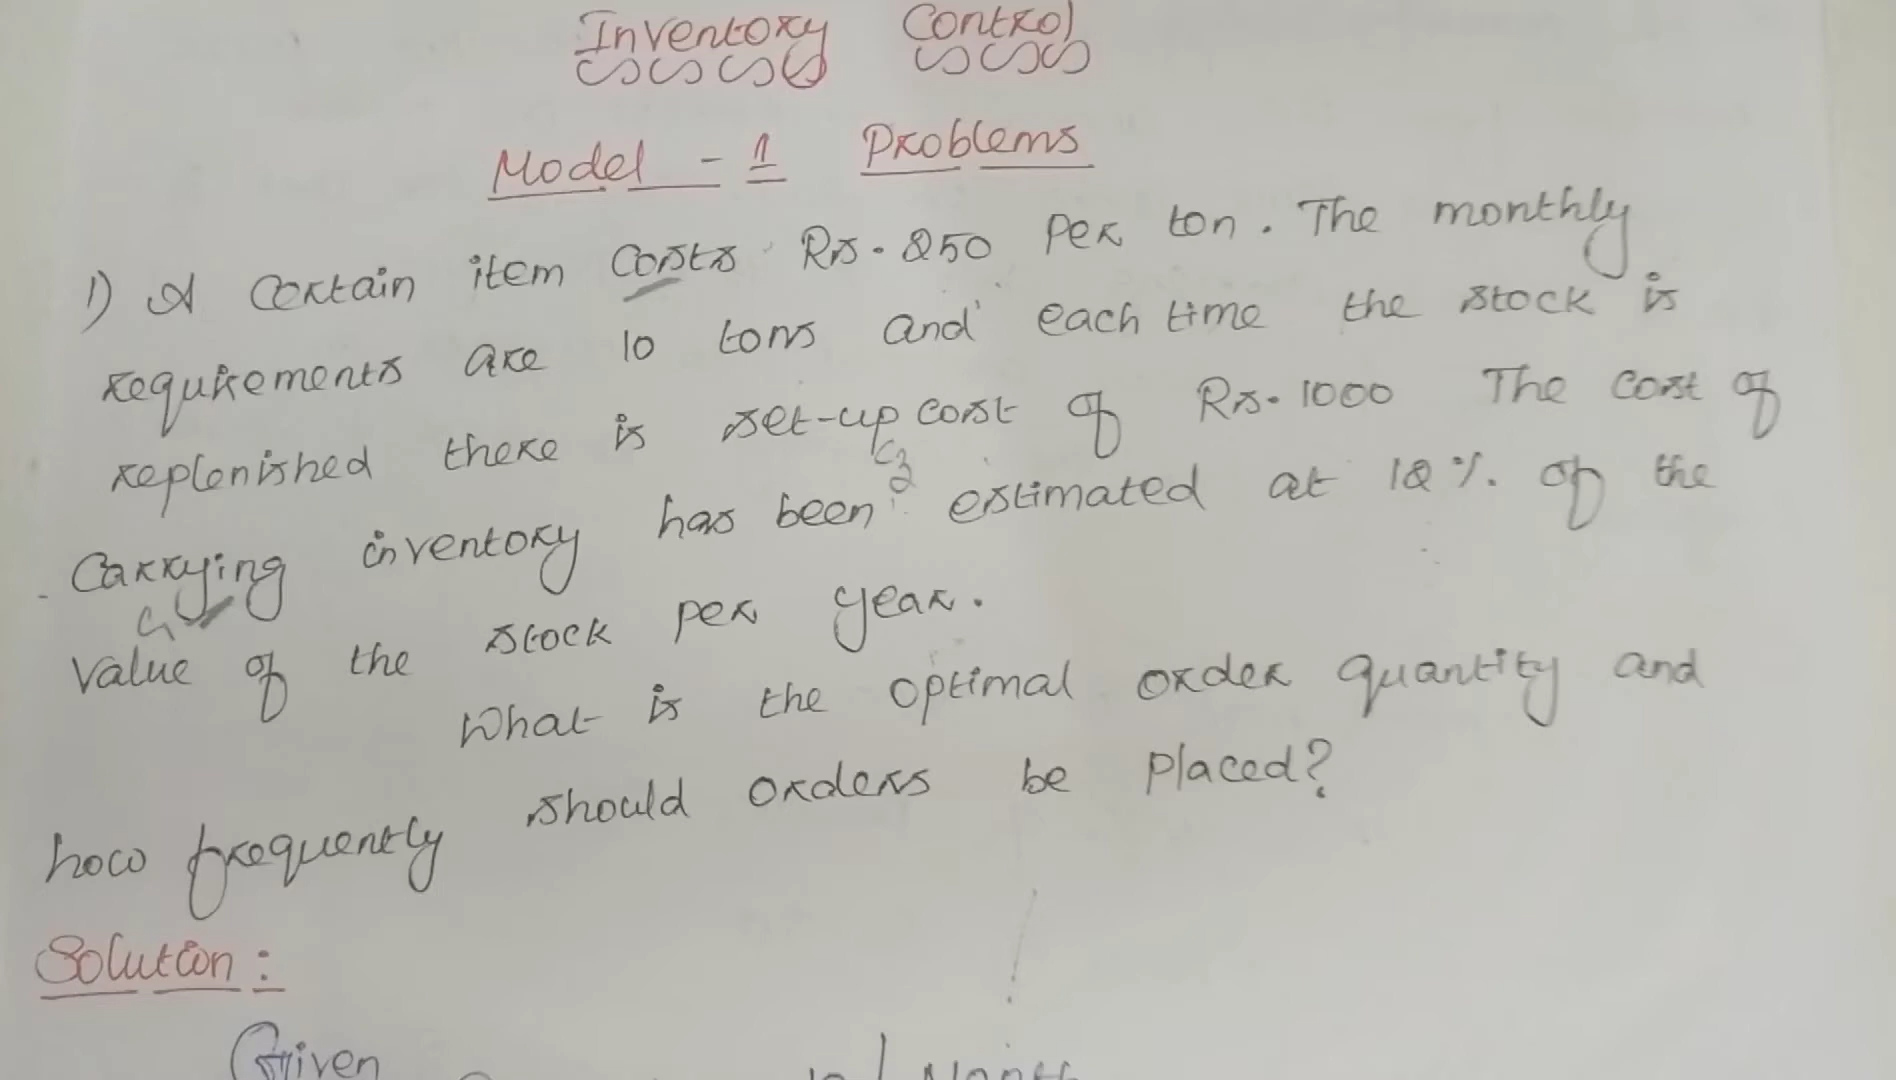 Inventory Control
Model - 1 Problems
1) A certain item costs Rs. 250 per ton. The monthly
requirements are 10 tons and each time the stock is
replenished there is set-up cost of Rs. 1000 The cost of
C3
Carrying inventory has been estimated at 12%. of the
C1
Value of the stock per year.
What is the optimal order quantity and
how frequently should orders be placed?
Solution:
Given